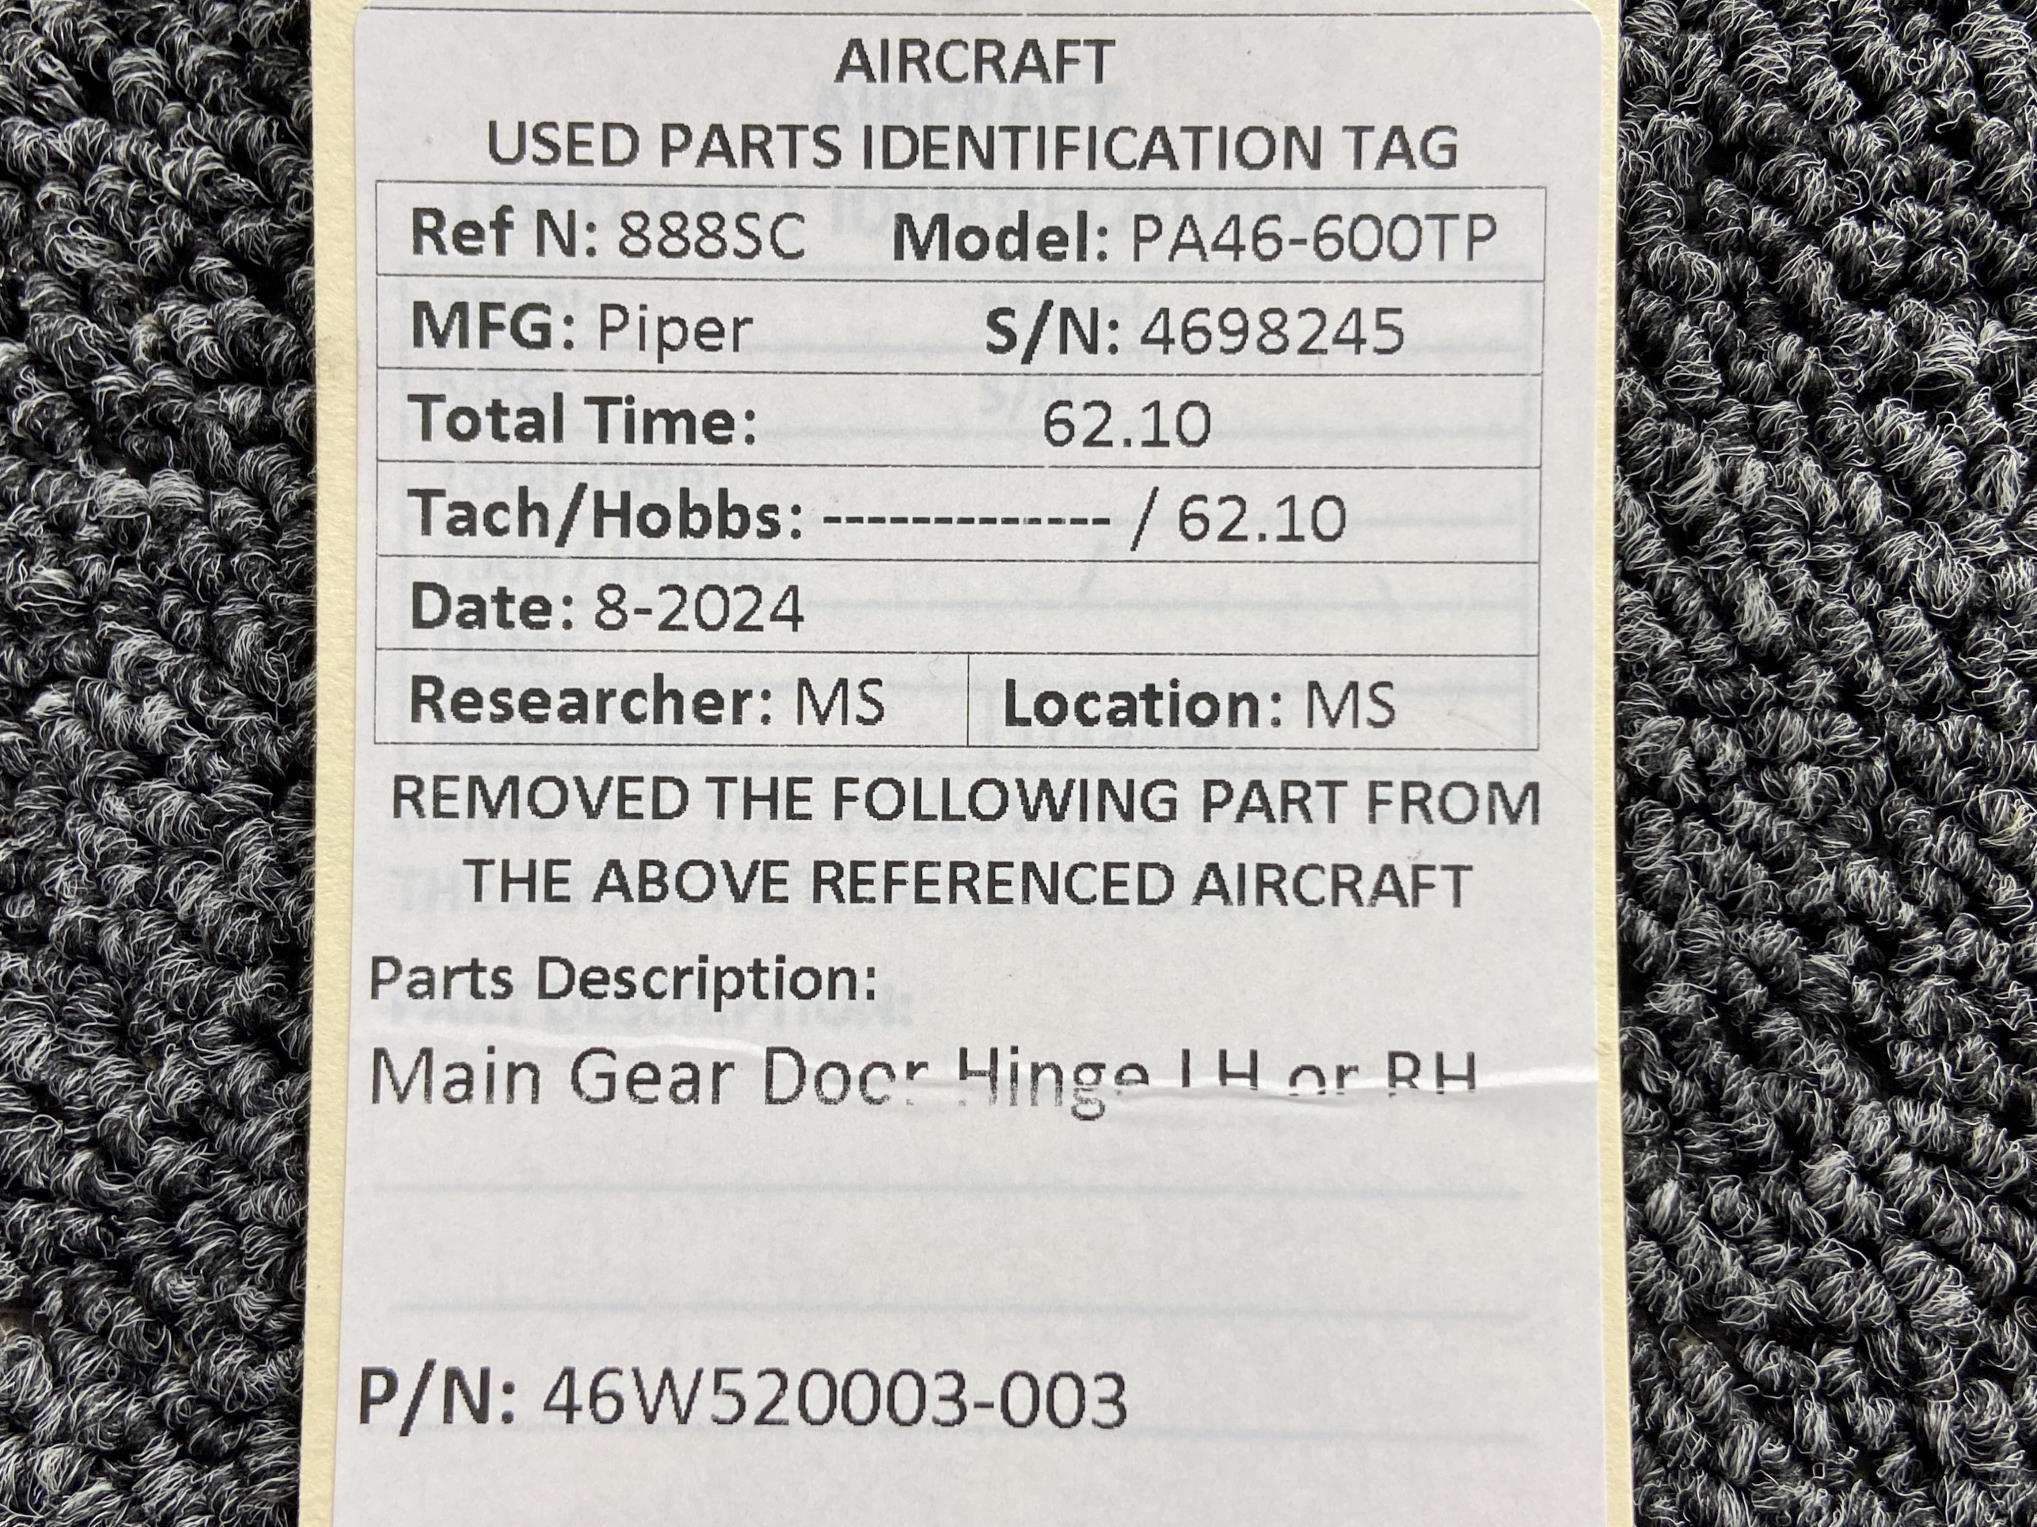 AIRCRAFT
USED PARTS IDENTIFICATION TAG
Ref N: 888SC Model: PA46-600TP
MFG: Piper S/N: 4698245
Total Time: 62.10
Tach/Hobbs: ------------- / 62.10
Date: 8-2024
Researcher: MS Location: MS
REMOVED THE FOLLOWING PART FROM
THE ABOVE REFERENCED AIRCRAFT
Parts Description:
Main Gear Door Hinge LH or RH
P/N: 46W520003-003